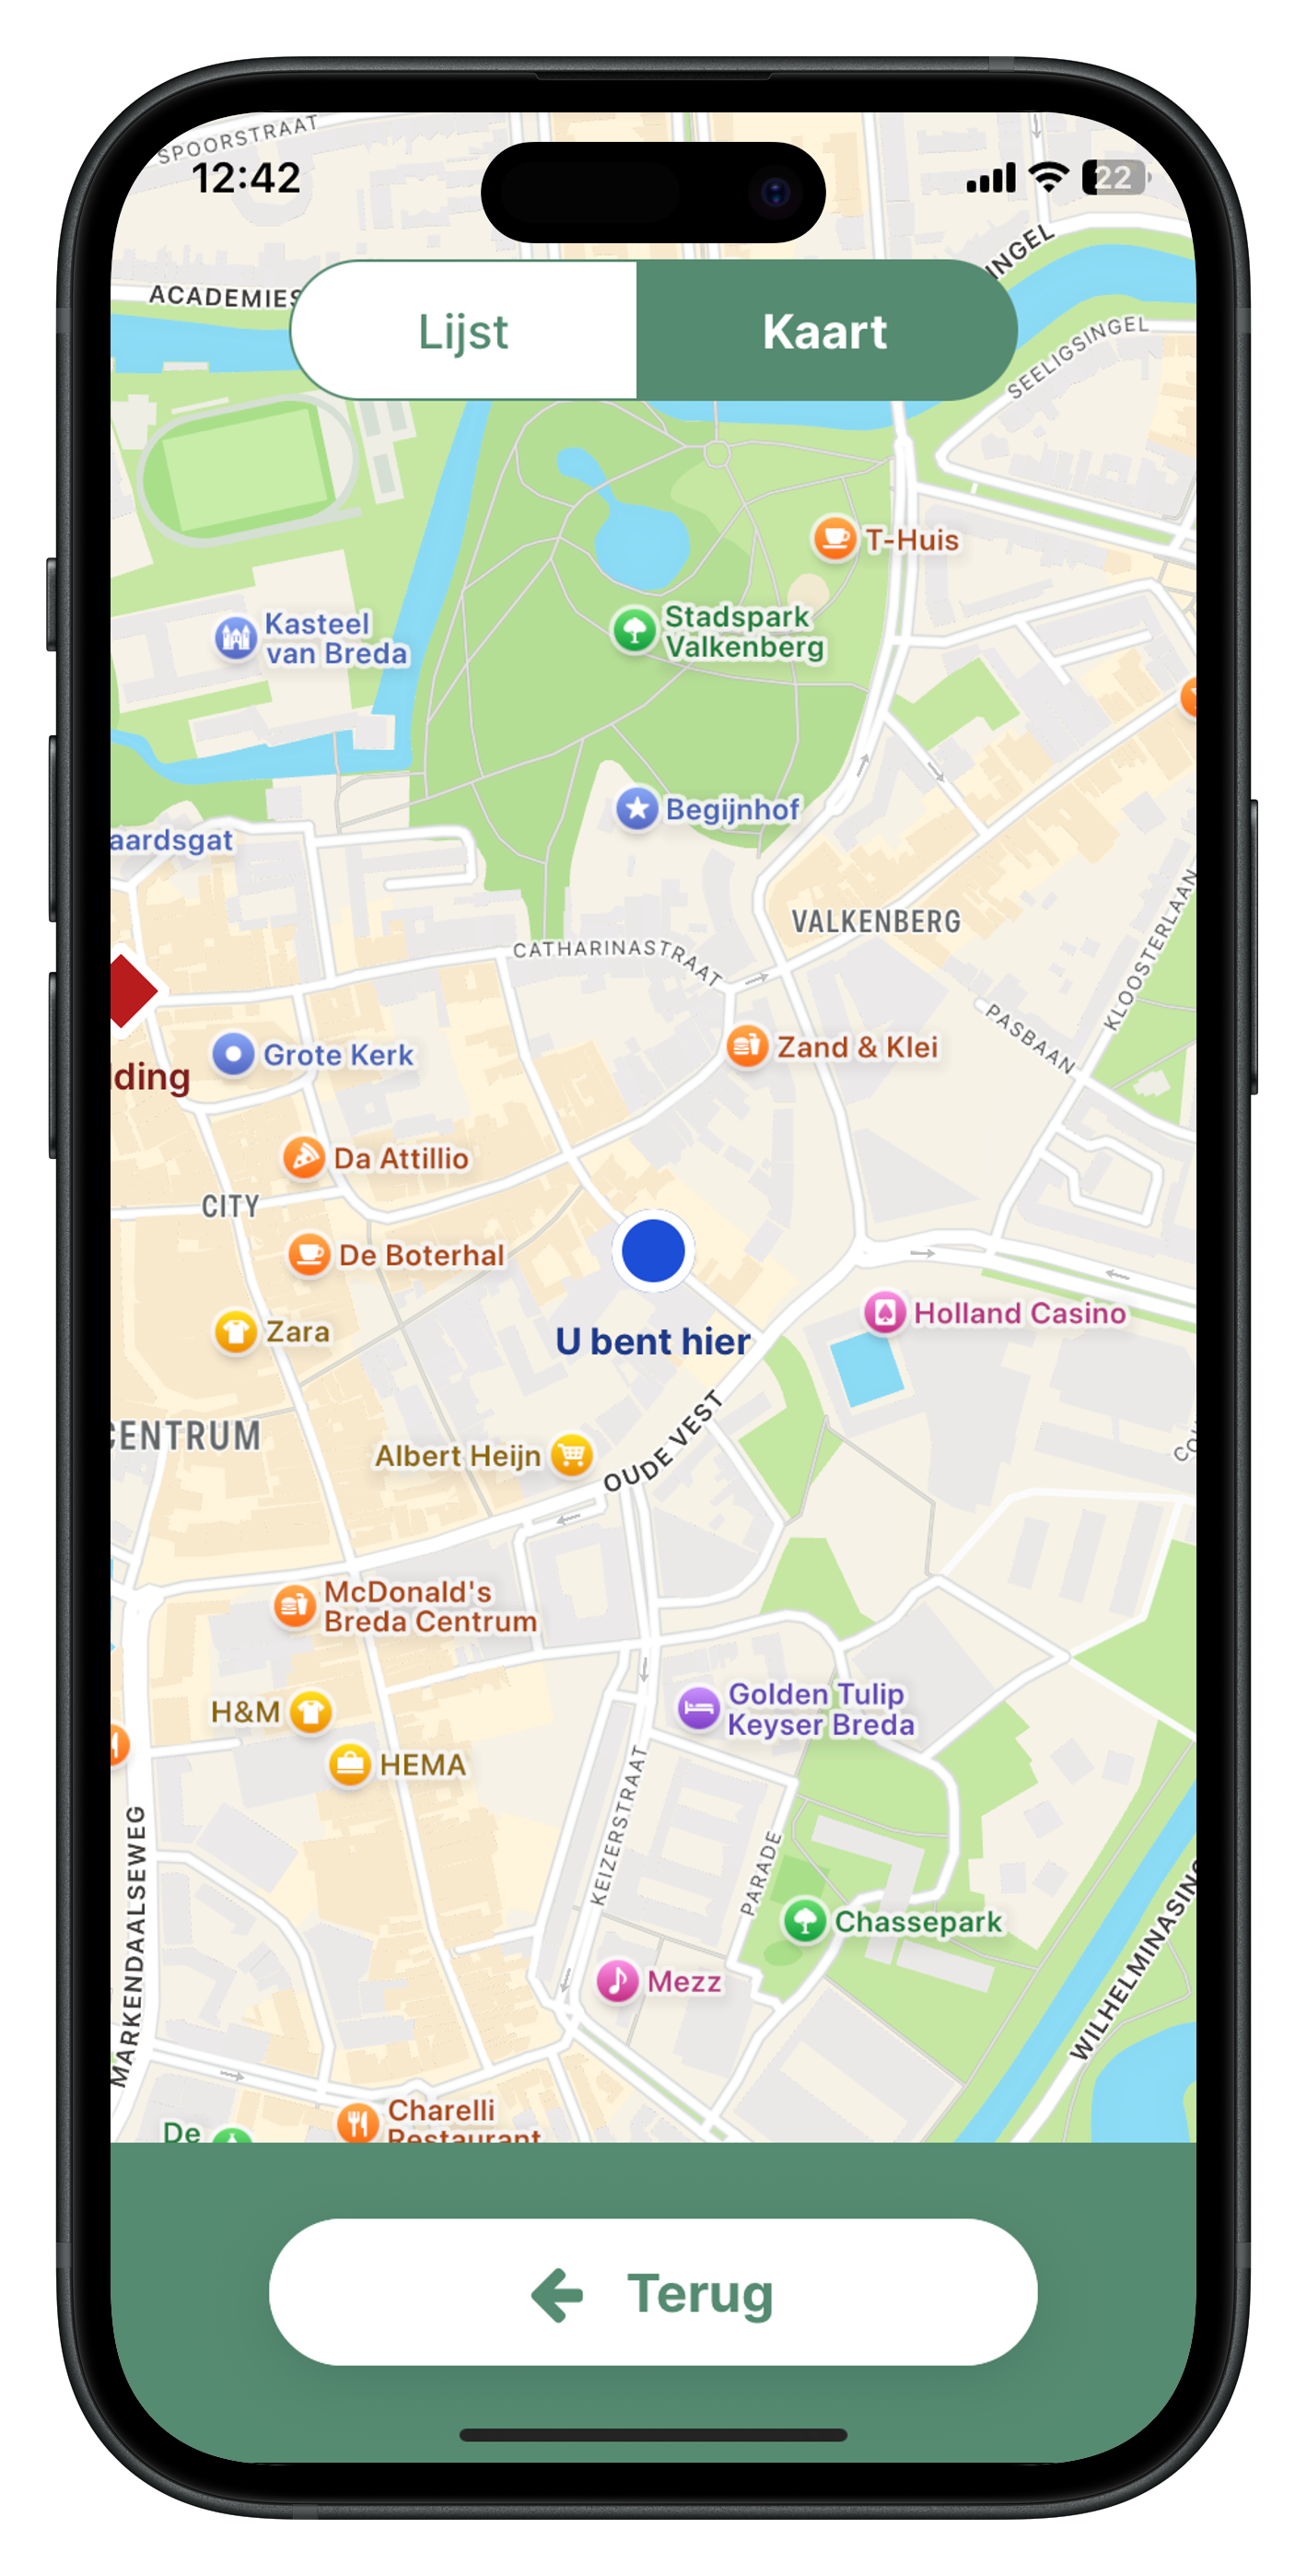 SPOORSTRAAT
12:42
22
ACADEMIES
INGEL
Lijst
Kaart
SEELIGSINGEL
T-Huis
Kasteel
van Breda
Stadspark
Valkenberg
Begijnhof
aardsgat
VALKENBERG
CATHARINASTRAAT
KLOOSTERLAAN
PASBAAN
Grote Kerk
Zand & Klei
lding
Da Attillio
CITY
De Boterhal
Holland Casino
Zara
U bent hier
CENTRUM
OUDE VEST
Albert Heijn
McDonald's
Breda Centrum
Golden Tulip
Keyser Breda
H&M
HEMA
KEIZERSTRAAT
PARADE
MARKENDAALSEWEG
Chassepark
WILHELMINASING
Mezz
Charelli
Restaurant
De
Terug